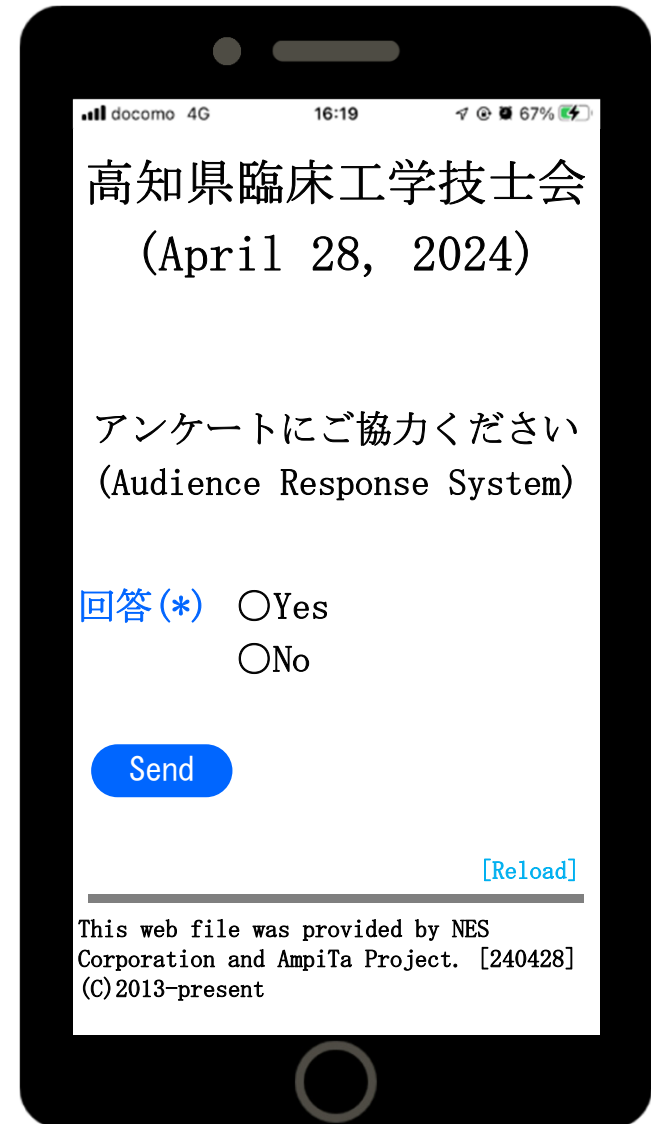 docomo 4G 16:19 67%
高知県臨床工学技士会
(April 28, 2024)
アンケートにご協力ください
(Audience Response System)
回答(*) ○Yes
○No
Send
[Reload]
This web file was provided by NES
Corporation and AmpiTa Project. [240428]
(C)2013-present